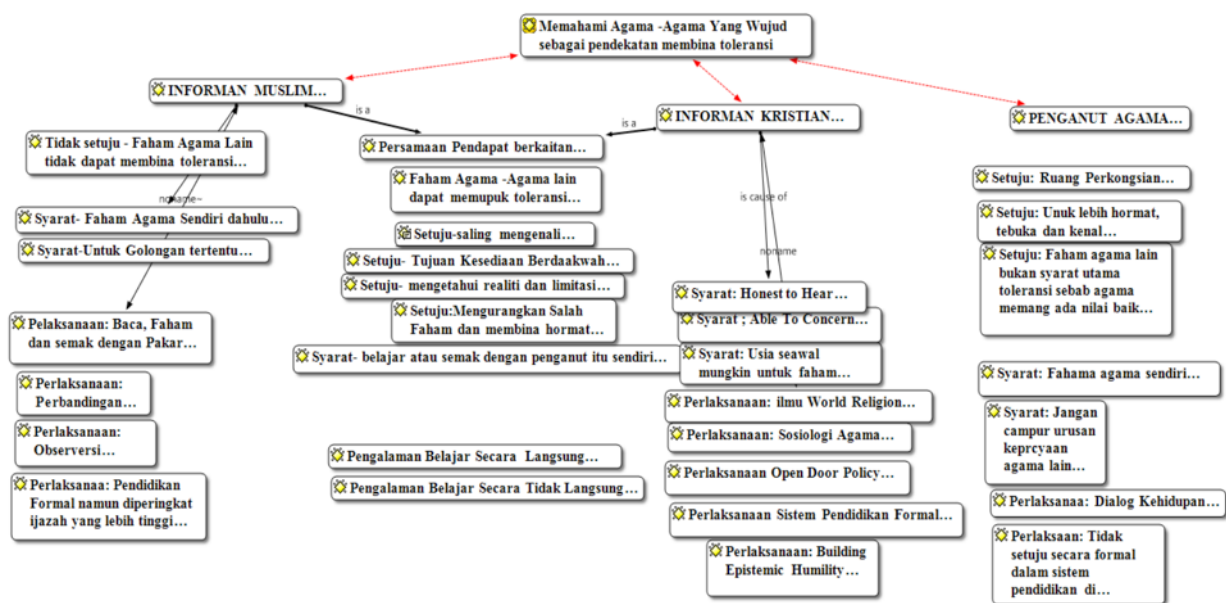 Memahami Agama -Agama Yang Wujud
sebagai pendekatan membina toleransi
INFORMAN MUSLIM...
is a
Tidak setuju - Faham Agama Lain
tidak dapat membina toleransi...
noname~
Syarat- Faham Agama Sendiri dahulu...
Syarat-Untuk Golongan tertentu...
Pelaksanaan: Baca, Faham
dan semak dengan Pakar...
Perlaksanaan:
Perbandingan...
Perlaksanaan:
Observersi...
Perlaksanaa: Pendidikan
Formal namun diperingkat
ijazah yang lebih tinggi...
Persamaan Pendapat berkaitan...
Faham Agama -Agama lain
dapat memupuk toleransi...
Setuju-saling mengenali...
Setuju- Tujuan Kesediaan Berdaakwah...
Setuju- mengetahui realiti dan limitasi...
Setuju:Mengurangkan Salah
Faham dan membina hormat...
Syarat- belajar atau semak dengan penganut itu sendiri...
Pengalaman Belajar Secara Langsung...
Pengalaman Belajar Secara Tidak Langsung...
is a
INFORMAN KRISTIAN...
is cause of
noname
Syarat: Honest to Hear...
Syarat ; Able To Concern...
Syarat: Usia seawal
mungkin untuk faham...
Perlaksanaan: ilmu World Religion...
Perlaksanaan: Sosiologi Agama...
Perlaksanaan Open Door Policy...
Perlaksanaan Sistem Pendidikan Formal...
Perlaksanaan: Building
Epistemic Humility...
PENGANUT AGAMA...
Setuju: Ruang Perkongsian...
Setuju: Unuk lebih hormat,
tebuka dan kenal...
Setuju: Faham agama lain
bukan syarat utama
toleransi sebab agama
memang ada nilai baik...
Syarat: Fahama agama sendiri...
Syarat: Jangan
campur urusan
keprcyaan
agama lain...
Perlaksanaa: Dialog Kehidupan...
Perlaksaan: Tidak
setuju secara formal
dalam sistem
pendidikan di...